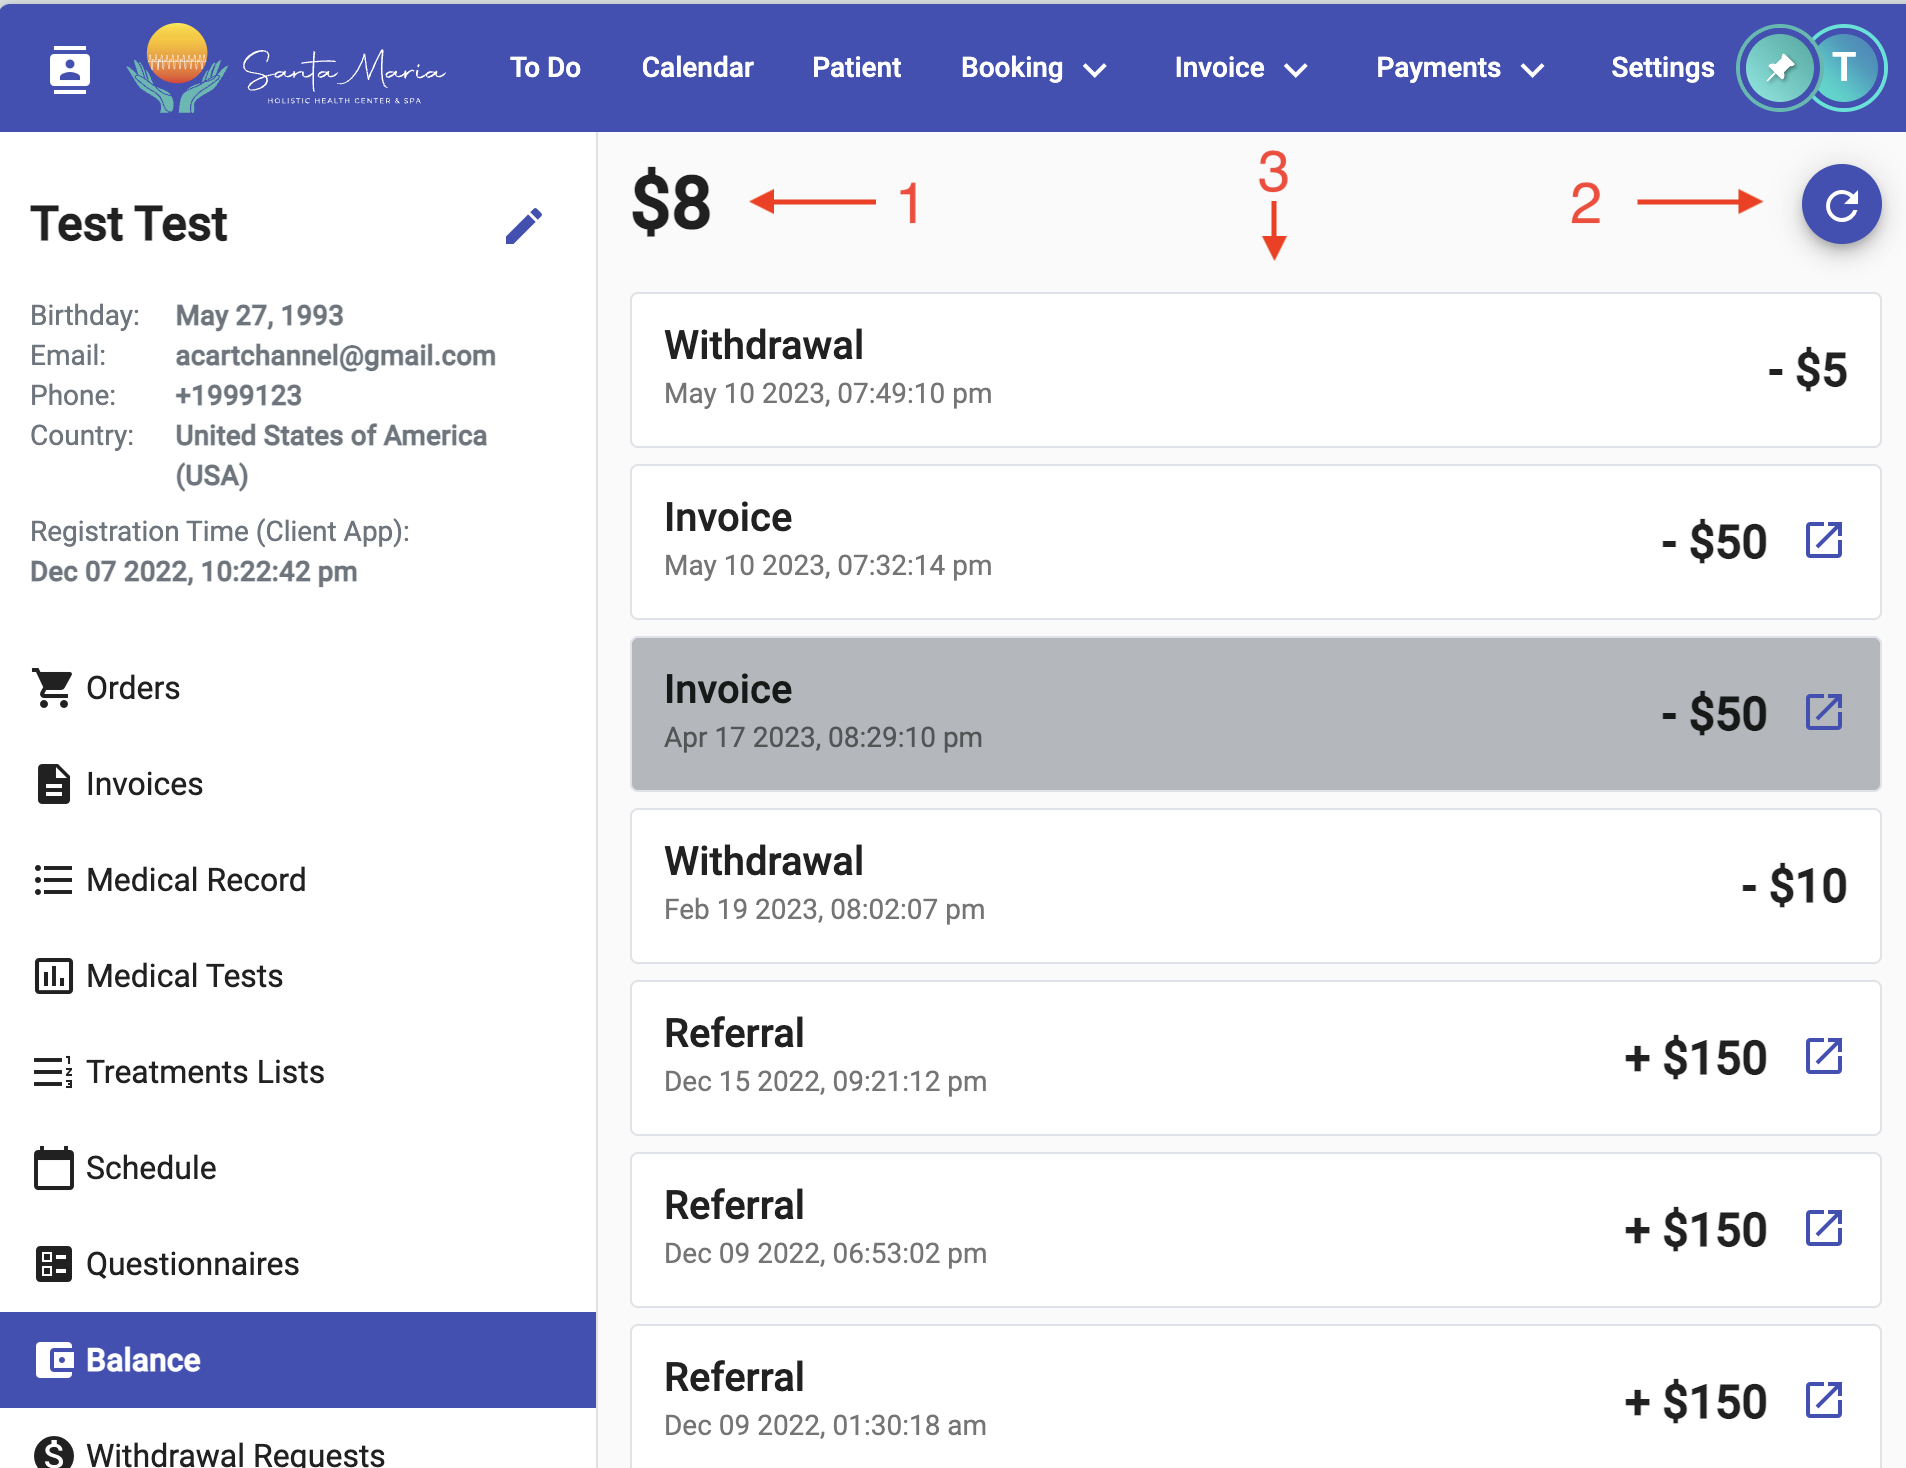 Santa Maria
HOLISTIC HEALTH CENTER & SPA
To Do
Calendar
Patient
Booking
Invoice
Payments
Settings
T
Test Test
Birthday: May 27, 1993
Email: acartchannel@gmail.com
Phone: +1999123
Country: United States of America
(USA)
Registration Time (Client App):
Dec 07 2022, 10:22:42 pm
Orders
Invoices
Medical Record
Medical Tests
Treatments Lists
Schedule
Questionnaires
Balance
Withdrawal Requests
$8
1
3
2
Withdrawal
May 10 2023, 07:49:10 pm
- $5
Invoice
May 10 2023, 07:32:14 pm
- $50
Invoice
Apr 17 2023, 08:29:10 pm
- $50
Withdrawal
Feb 19 2023, 08:02:07 pm
- $10
Referral
Dec 15 2022, 09:21:12 pm
+ $150
Referral
Dec 09 2022, 06:53:02 pm
+ $150
Referral
Dec 09 2022, 01:30:18 am
+ $150